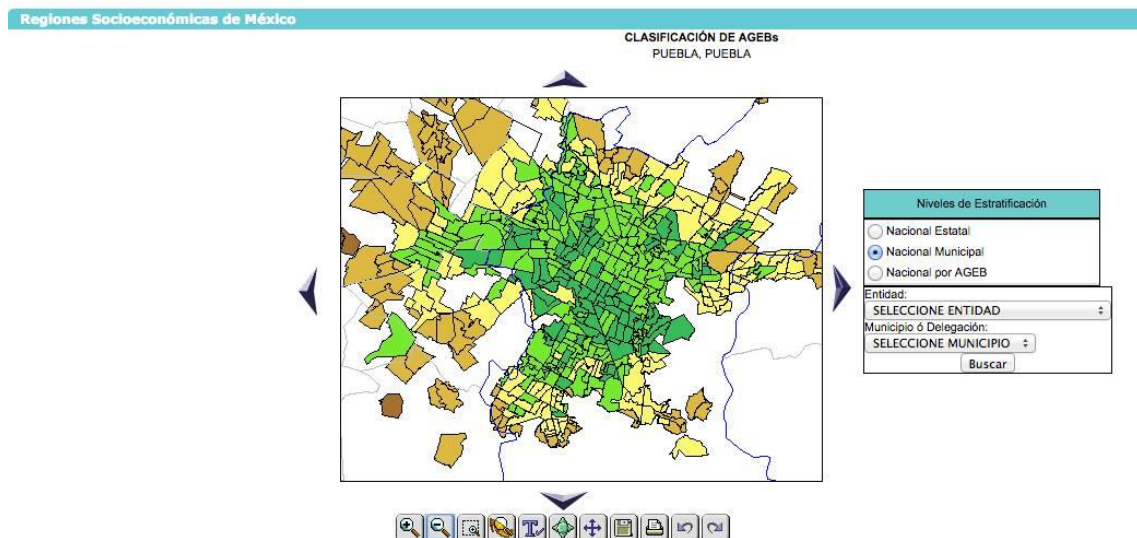 Regiones Socioeconómicas de México
CLASIFICACIÓN DE AGEBs
PUEBLA, PUEBLA
Niveles de Estratificación
Nacional Estatal
Nacional Municipal
Nacional por AGEB
Entidad:
SELECCIONE ENTIDAD
Municipio ó Delegación:
SELECCIONE MUNICIPIO
Buscar